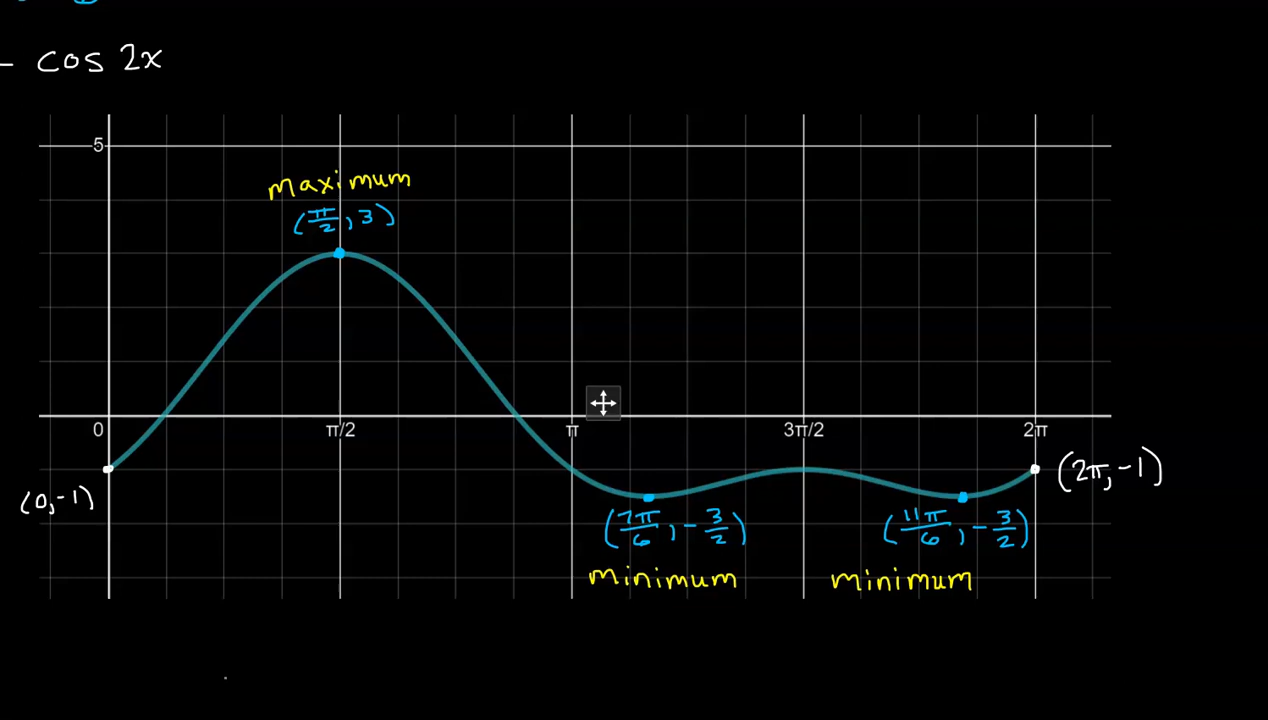 - cos 2x
5
maximum
(π/2, 3)
0 π/2 π 3π/2 2π
(0,-1)
(2π,-1)
(7π/6, -3/2) (11π/6, -3/2)
minimum minimum